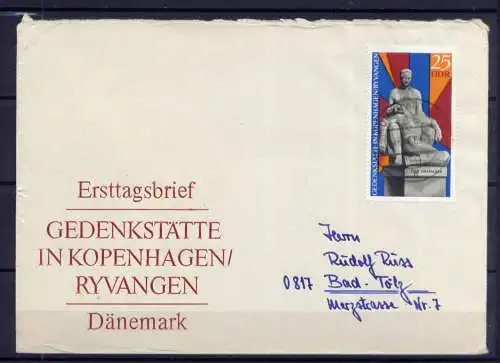 25
DDR
GEDENKSTÄTTE IN KOPENHAGEN/RYVANGEN
Ersttagsbrief
GEDENKSTÄTTE
IN KOPENHAGEN/
RYVANGEN
Dänemark
Herrn
Rudolf Russ
0817 Bad-Tölz
Nr. 7